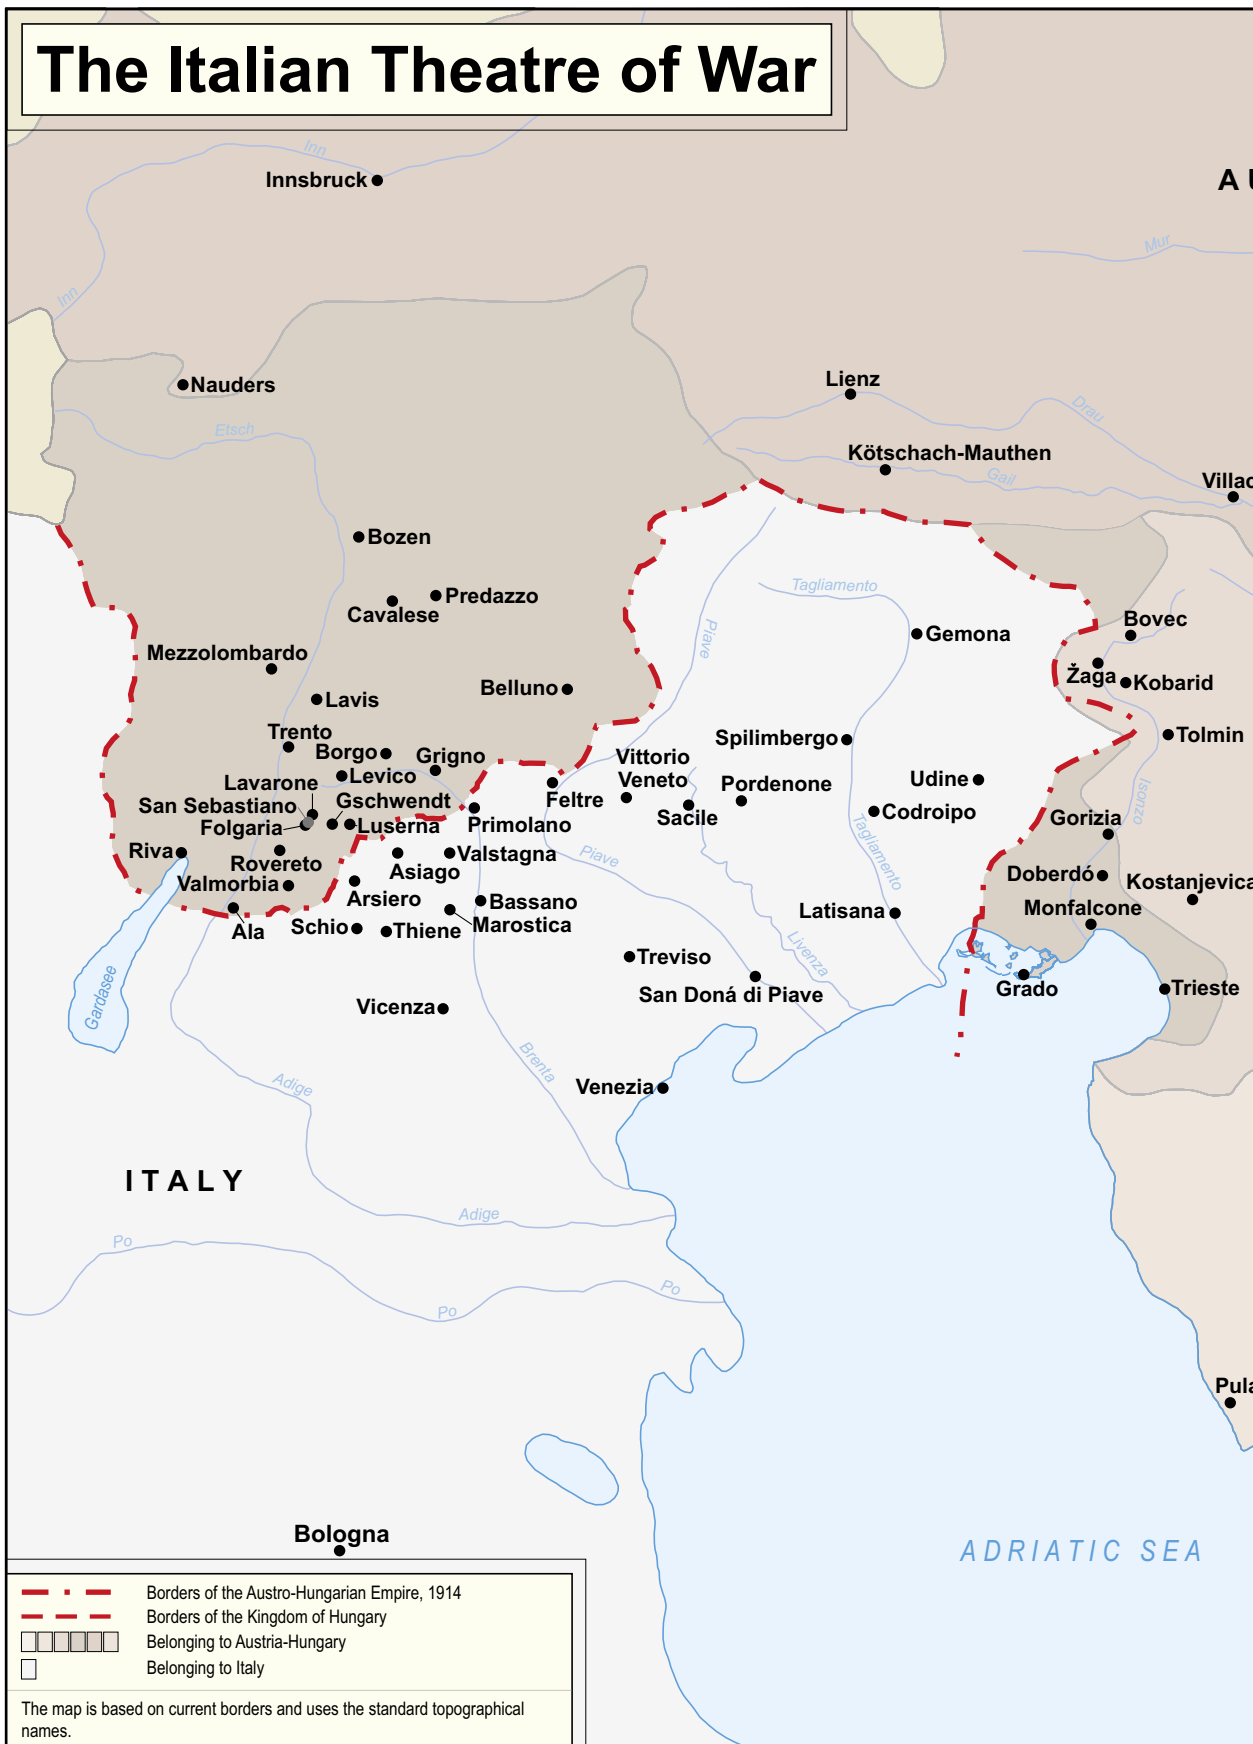 The Italian Theatre of War
Inn
Innsbruck
Mur
Inn
Nauders
Lienz
Drau
Etsch
Kötschach-Mauthen
Gail
Bozen
Predazzo
Cavalese
Tagliamento
Piave
Gemona
Bovec
Mezzolombardo
Žaga
Kobarid
Belluno
Lavis
Trento
Borgo
Grigno
Vittorio
Veneto
Spilimbergo
Tolmin
Levico
Lavarone
Pordenone
Udine
Isonzo
San Sebastiano
Gschwendt
Feltre
Sacile
Codroipo
Gorizia
Folgaria
Luserna
Primolano
Riva
Rovereto
Valstagna
Piave
Tagliamento
Asiago
Doberdó
Kostanjevica
Valmorbia
Arsiero
Bassano
Latisana
Monfalcone
Ala
Schio
Thiene
Marostica
Livenza
Treviso
San Doná di Piave
Grado
Trieste
Gardasee
Vicenza
Brenta
Adige
Venezia
ITALY
Adige
Po
Po
Po
Bologna
ADRIATIC SEA
Borders of the Austro-Hungarian Empire, 1914
Borders of the Kingdom of Hungary
Belonging to Austria-Hungary
Belonging to Italy
The map is based on current borders and uses the standard topographical
names.